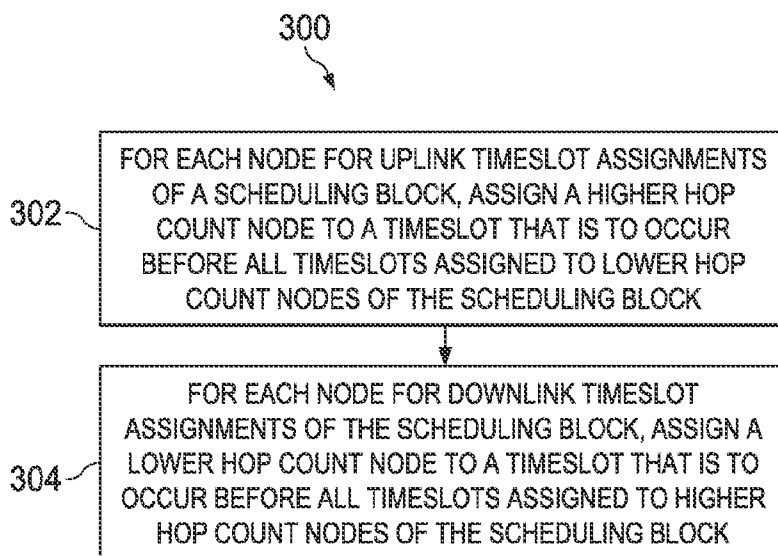 300
302
FOR EACH NODE FOR UPLINK TIMESLOT ASSIGNMENTS
OF A SCHEDULING BLOCK, ASSIGN A HIGHER HOP
COUNT NODE TO A TIMESLOT THAT IS TO OCCUR
BEFORE ALL TIMESLOTS ASSIGNED TO LOWER HOP
COUNT NODES OF THE SCHEDULING BLOCK
304
FOR EACH NODE FOR DOWNLINK TIMESLOT
ASSIGNMENTS OF THE SCHEDULING BLOCK, ASSIGN A
LOWER HOP COUNT NODE TO A TIMESLOT THAT IS TO
OCCUR BEFORE ALL TIMESLOTS ASSIGNED TO HIGHER
HOP COUNT NODES OF THE SCHEDULING BLOCK